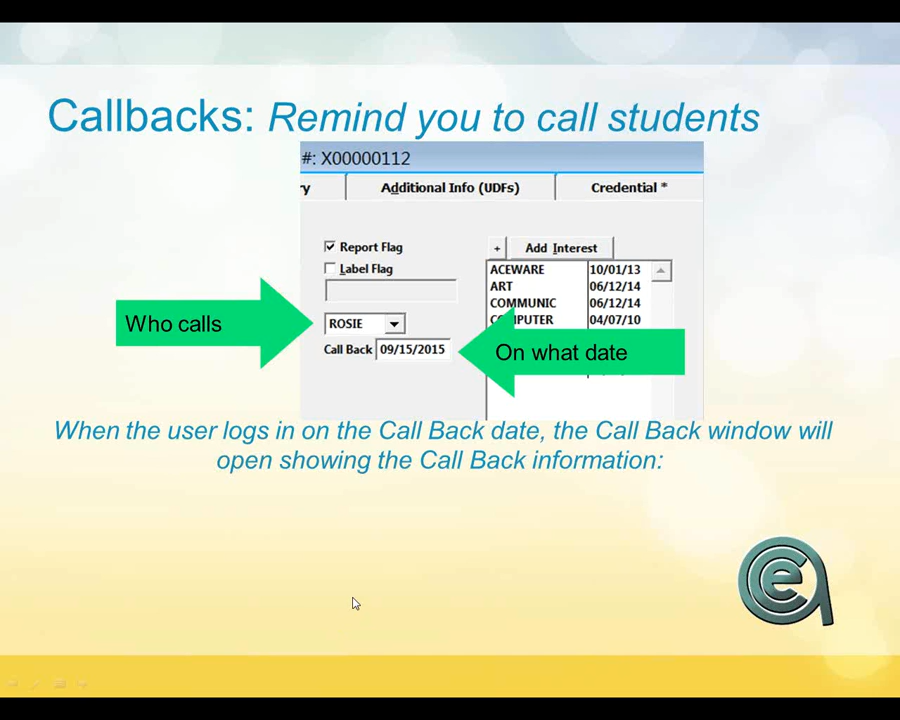 Callbacks: Remind you to call students
#: X00000112
ry
Additional Info (UDFs)
Credential *
Report Flag
Label Flag
+
Add Interest
ACEWARE 10/01/13
ART 06/12/14
COMMUNIC 06/12/14
COMPUTER 04/07/10
Who calls
ROSIE
Call Back 09/15/2015
On what date
When the user logs in on the Call Back date, the Call Back window will
open showing the Call Back information: